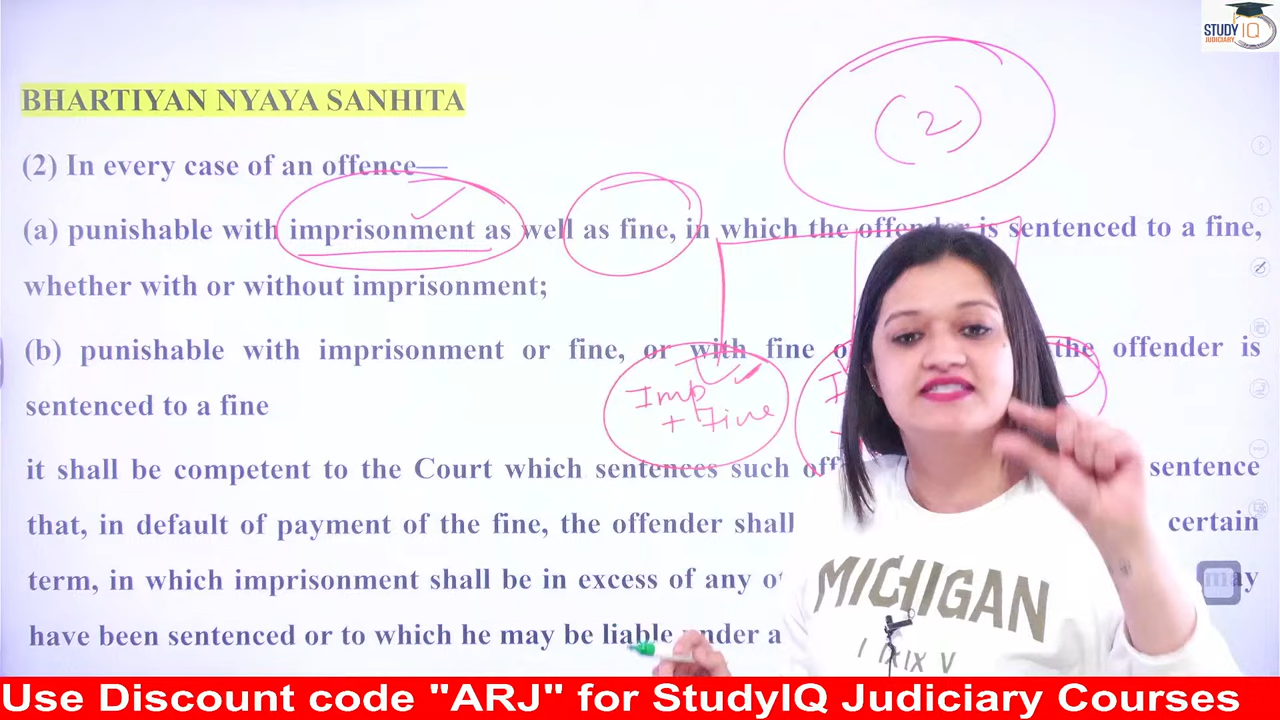 STUDY IQ
JUDICIARY
BHARTIYAN NYAYA SANHITA
(2)
(2) In every case of an offence—
(a) punishable with imprisonment as well as fine, in which the offender is sentenced to a fine,
whether with or without imprisonment;
(b) punishable with imprisonment or fine, or with fine the offender is
sentenced to a fine
Imp
+ Fine
it shall be competent to the Court which sentences such sentence
that, in default of payment of the fine, the offender shall certain
term, in which imprisonment shall be in excess of any may
have been sentenced or to which he may be liable under a
MICHIGAN
Use Discount code "ARJ" for StudyIQ Judiciary Courses